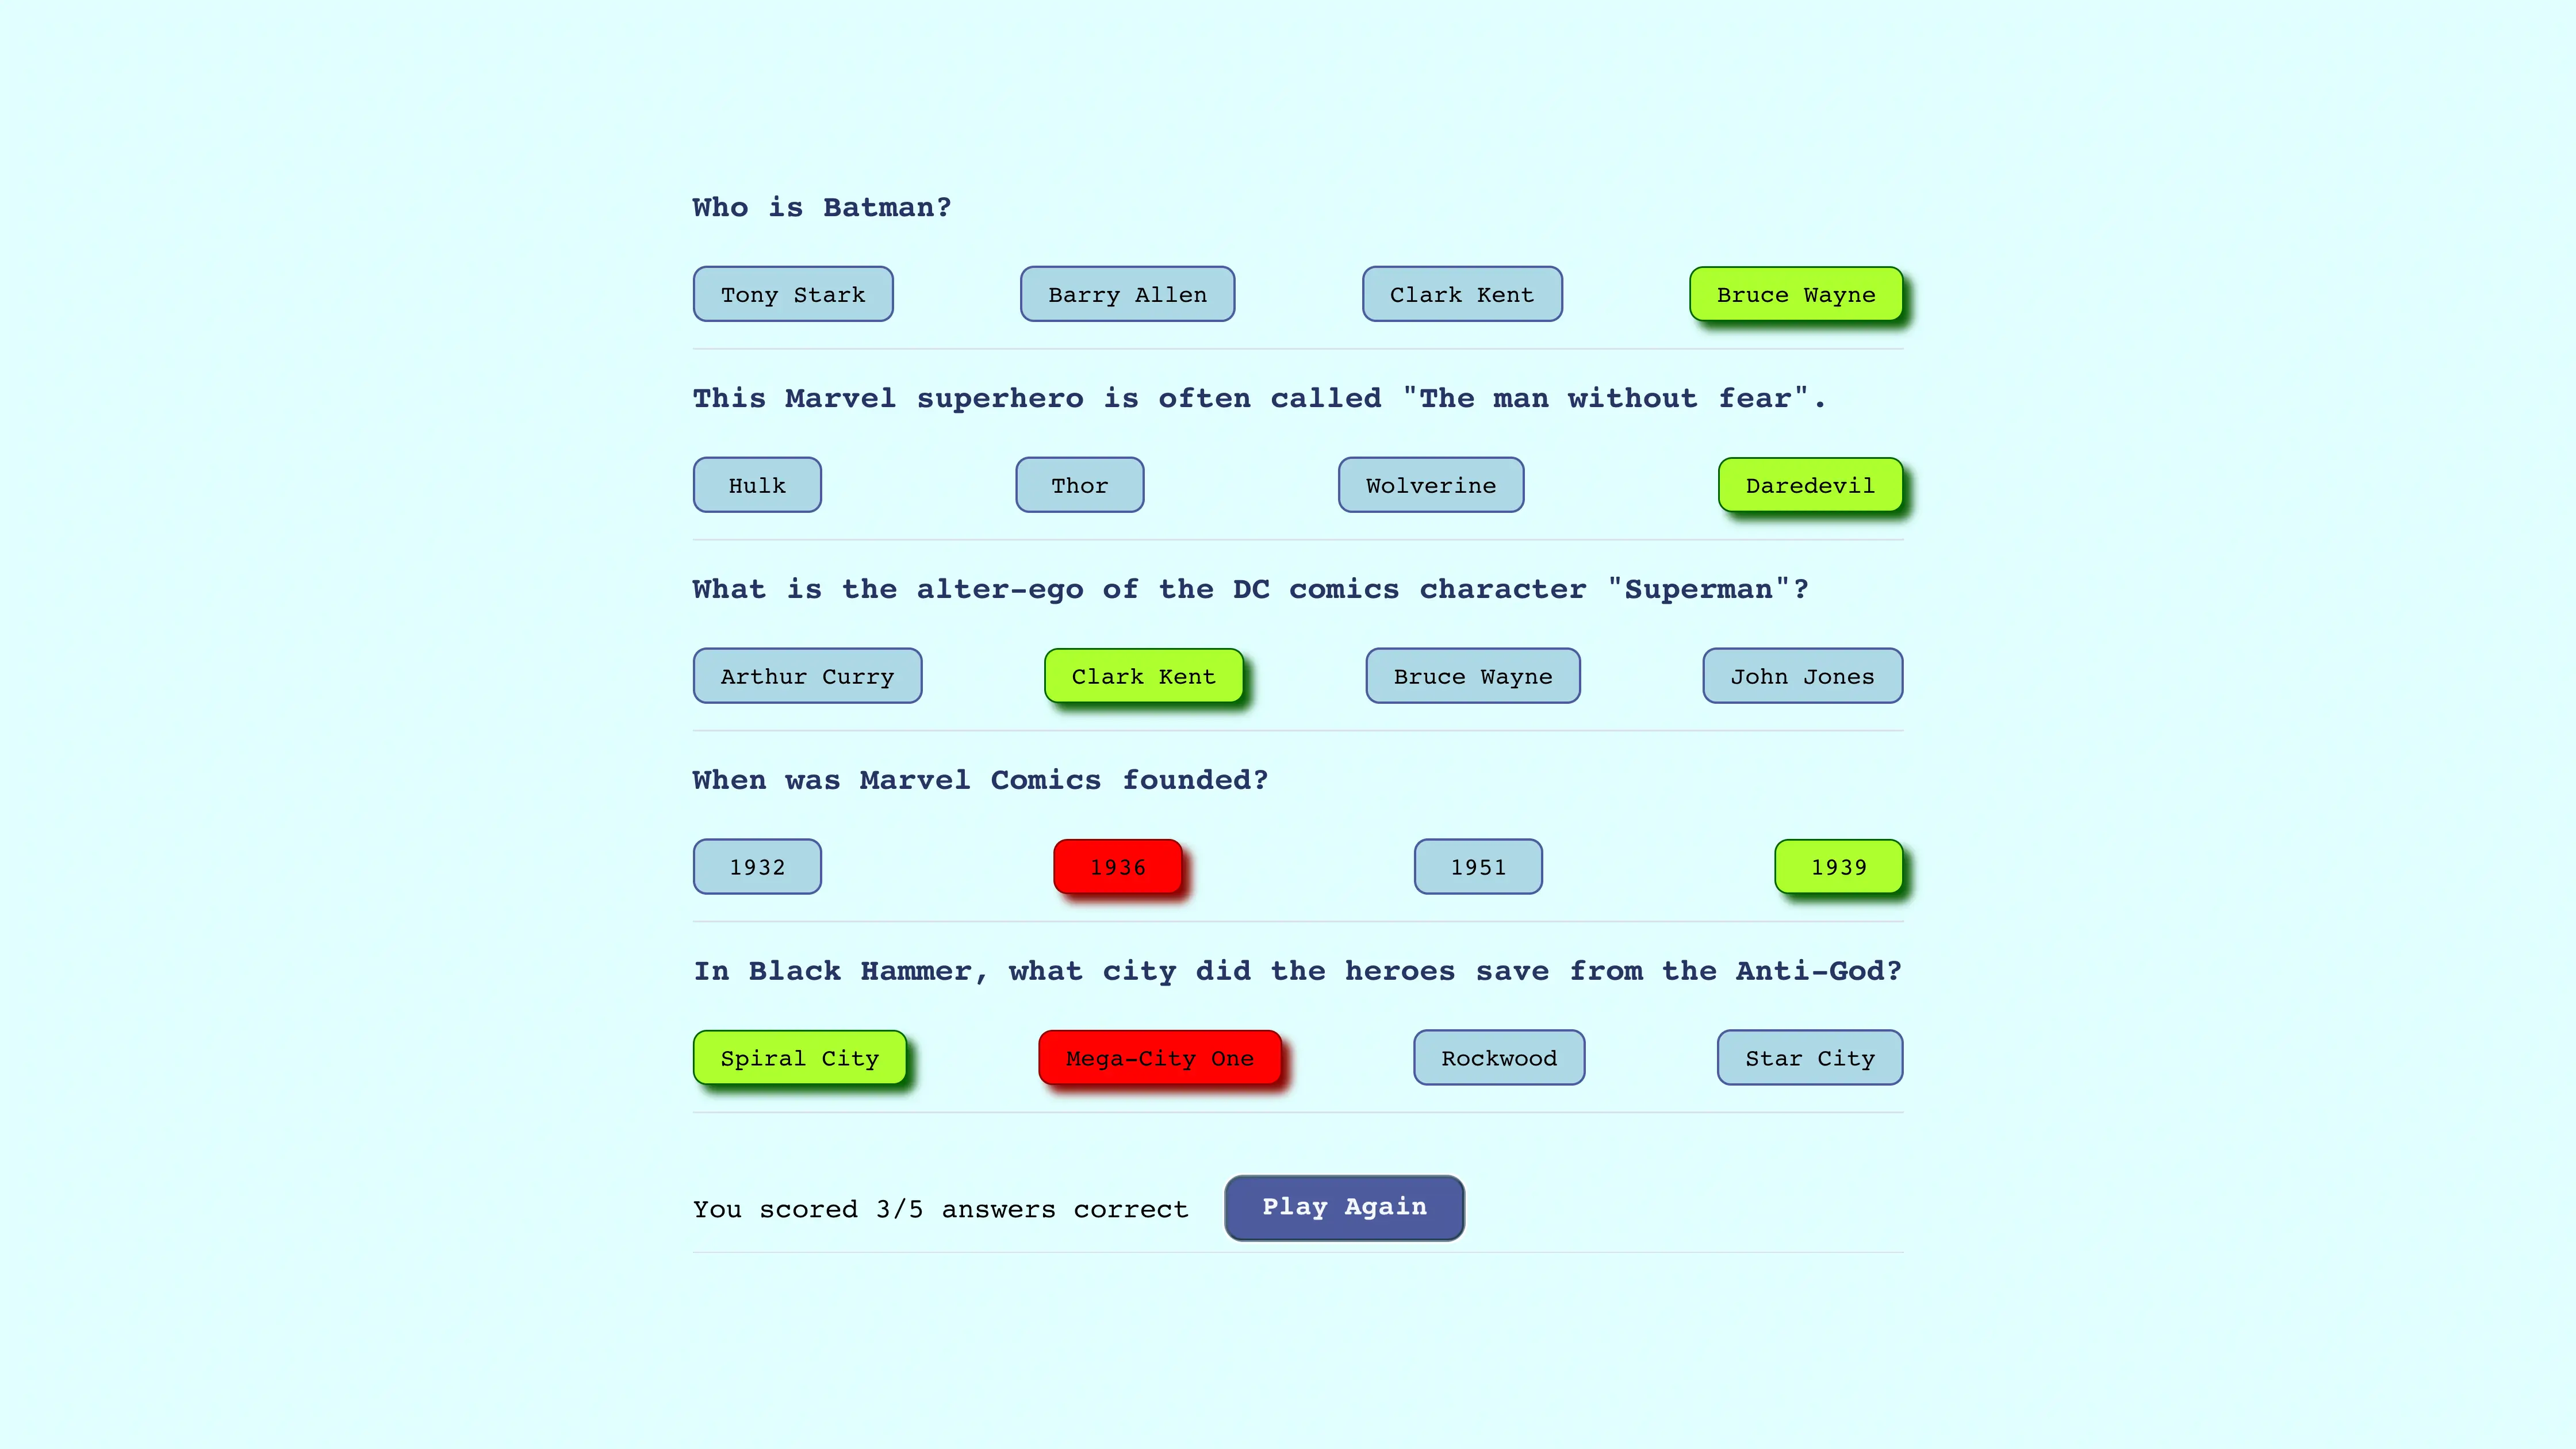 Who is Batman?
Tony Stark Barry Allen Clark Kent Bruce Wayne
This Marvel superhero is often called "The man without fear".
Hulk Thor Wolverine Daredevil
What is the alter-ego of the DC comics character "Superman"?
Arthur Curry Clark Kent Bruce Wayne John Jones
When was Marvel Comics founded?
1932 1936 1951 1939
In Black Hammer, what city did the heroes save from the Anti-God?
Spiral City Mega-City One Rockwood Star City
You scored 3/5 answers correct Play Again